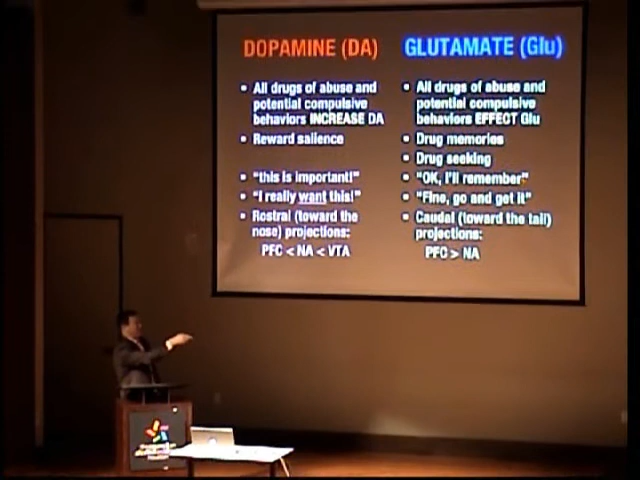 DOPAMINE (DA)
• All drugs of abuse and
potential compulsive
behaviors INCREASE DA
• Reward salience
• "this is important!"
• "I really want this!"
• Rostral (toward the
nose) projections:
PFC < NA < VTA
GLUTAMATE (Glu)
• All drugs of abuse and
potential compulsive
behaviors EFFECT Glu
• Drug memories
• Drug seeking
• "OK, I'll remember"
• "Fine, go and get it"
• Caudal (toward the tail)
projections:
PFC > NA